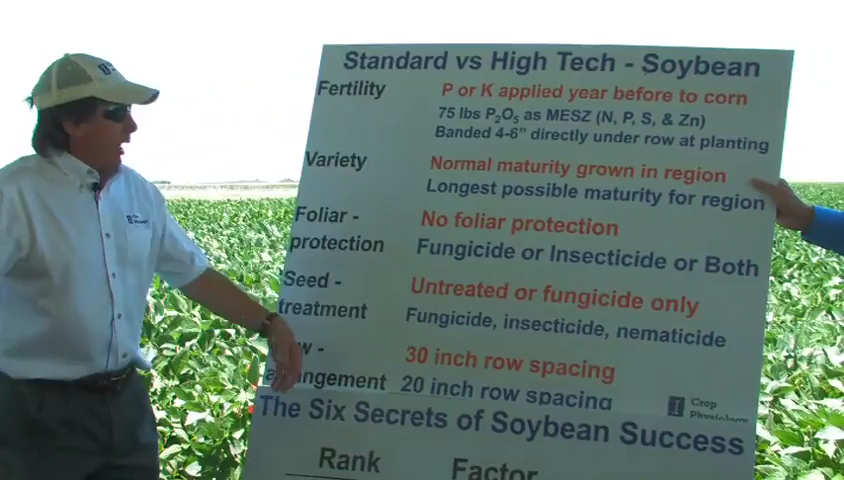 Standard vs High Tech - Soybean
Fertility P or K applied year before to corn
75 lbs P₂O₅ as MESZ (N, P, S, & Zn)
Banded 4-6" directly under row at planting
Variety Normal maturity grown in region
Longest possible maturity for region
Foliar - No foliar protection
protection Fungicide or Insecticide or Both
Seed - Untreated or fungicide only
treatment Fungicide, insecticide, nematicide
30 inch row spacing
20 inch row spacing
Crop
Physiology
The Six Secrets of Soybean Success
Rank Factor